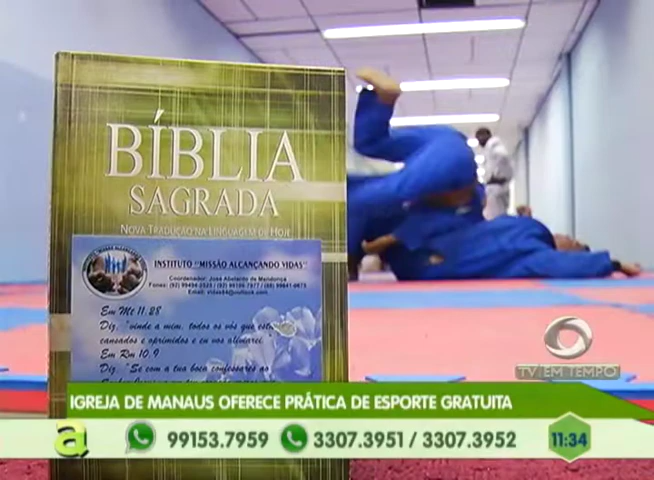 BÍBLIA
SAGRADA
NOVA TRADUÇÃO NA LINGUAGEM DE HOJE
INSTITUTO "MISSÃO ALCANÇANDO VIDAS"
Coordenador: José Abelardo de Mendonça
Em Mt 11.28
Diz, "vinde a mim, todos os vós que estão
cansados e oprimidos e eu vos aliviarei
Em Rm 10.9
Diz, "Se com a tua boca confessares ao
TV EM TEMPO
IGREJA DE MANAUS OFERECE PRÁTICA DE ESPORTE GRATUITA
a 99153.7959 3307.3951 / 3307.3952 11:34